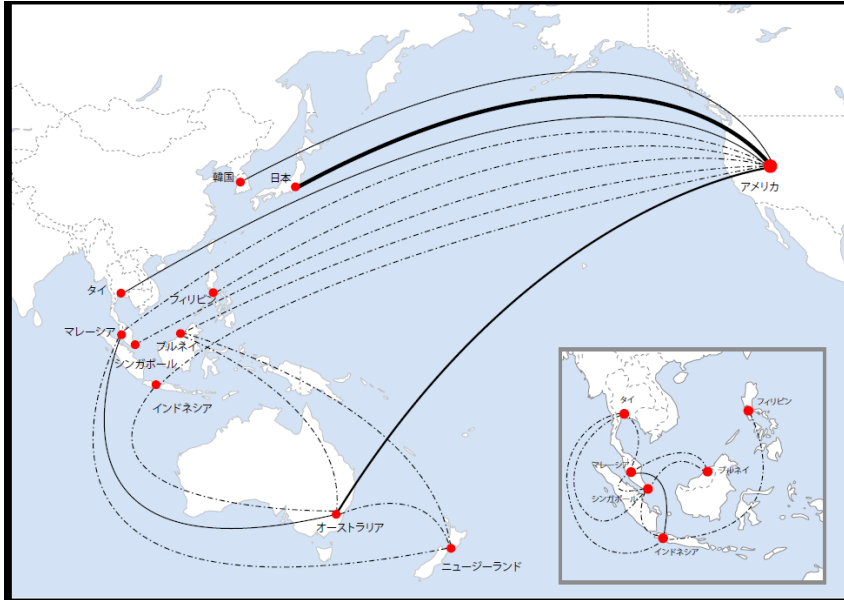 韓国
日本
アメリカ
タイ
フィリピン
マレーシア
シンガポール
ブルネイ
インドネシア
オーストラリア
ニュージーランド
タイ
フィリピン
マレーシア
ブルネイ
シンガポール
インドネシア